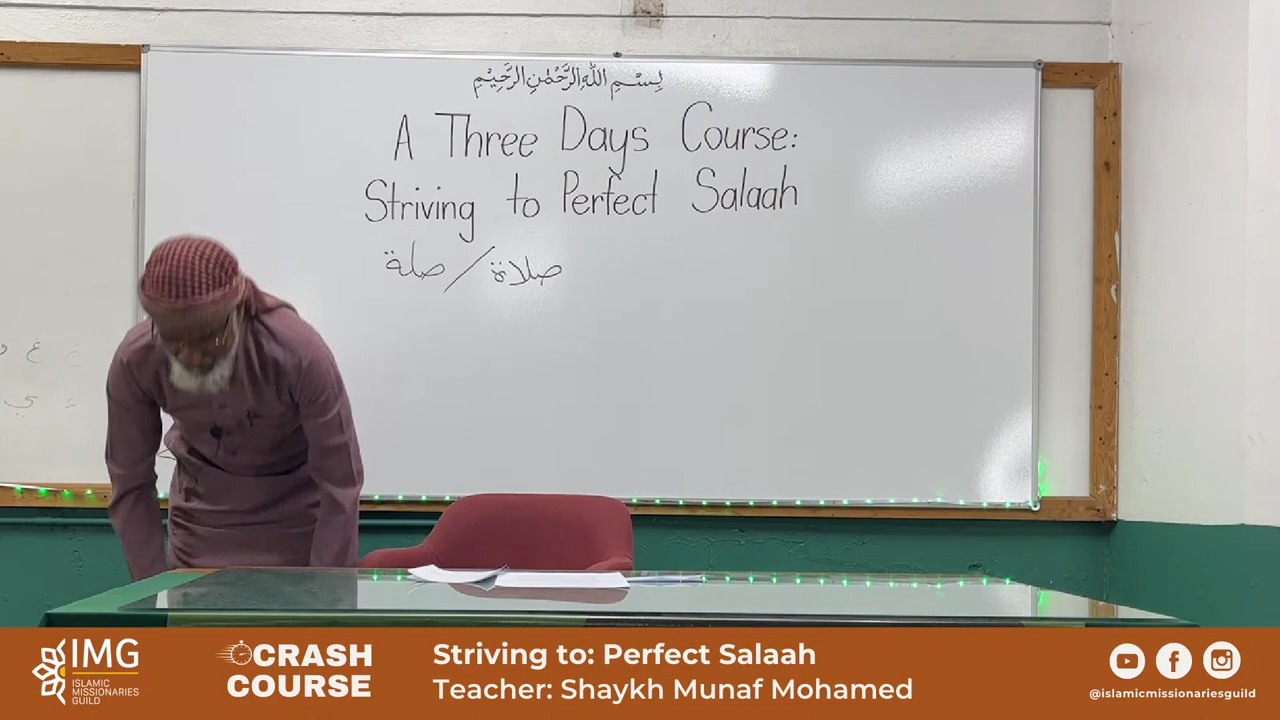 بِسْمِ اللهِ الرَّحْمٰنِ الرَّحِيْمِ
A Three Days Course:
Striving to Perfect Salaah
صلاة / صلة
ع
ي
IMG
ISLAMIC
MISSIONARIES
GUILD
CRASH
COURSE
Striving to: Perfect Salaah
Teacher: Shaykh Munaf Mohamed
@islamicmissionariesguild